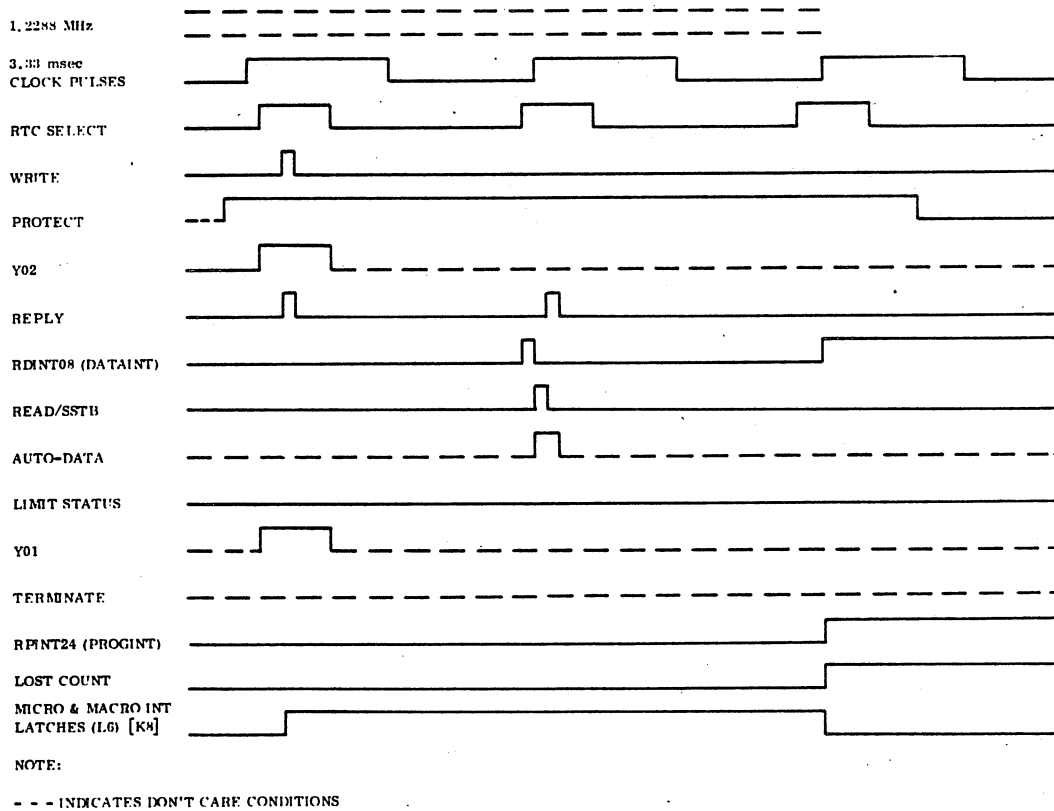 1.2288 MHz
3.33 msec
CLOCK PULSES
RTC SELECT
WRITE
PROTECT
Y02
REPLY
RDINT08 (DATAINT)
READ/SSTB
AUTO-DATA
LIMIT STATUS
Y01
TERMINATE
RPINT24 (PROGINT)
LOST COUNT
MICRO & MACRO INT
LATCHES (L6) [K8]
NOTE:
- - - INDICATES DON'T CARE CONDITIONS